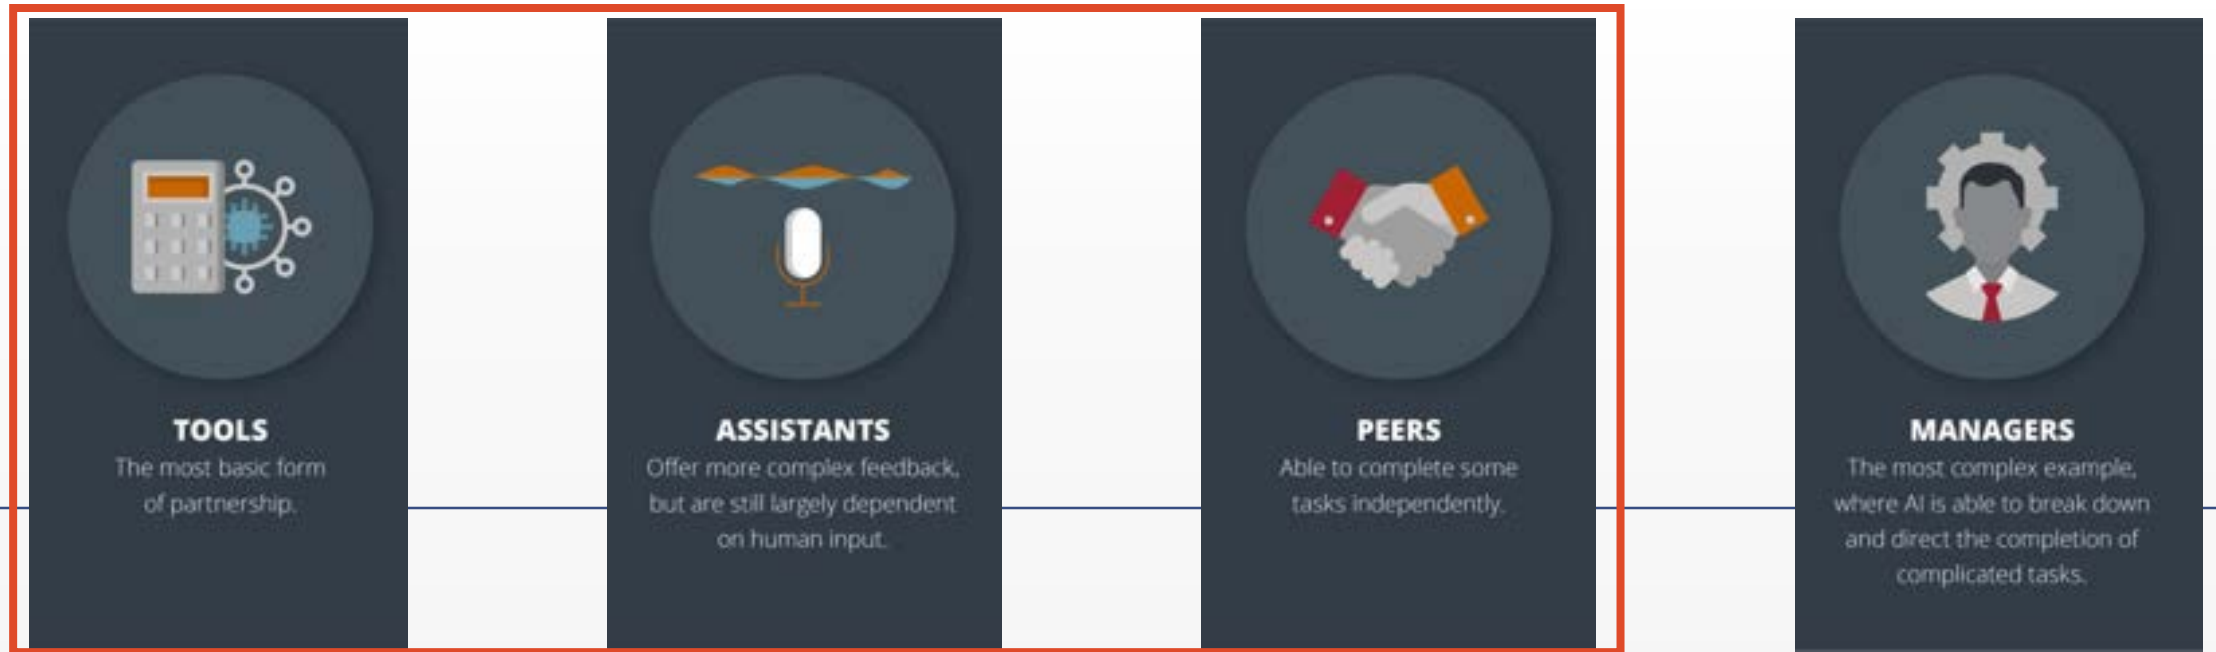 TOOLS
The most basic form
of partnership.
ASSISTANTS
Offer more complex feedback,
but are still largely dependent
on human input.
PEERS
Able to complete some
tasks independently.
MANAGERS
The most complex example,
where AI is able to break down
and direct the completion of
complicated tasks.